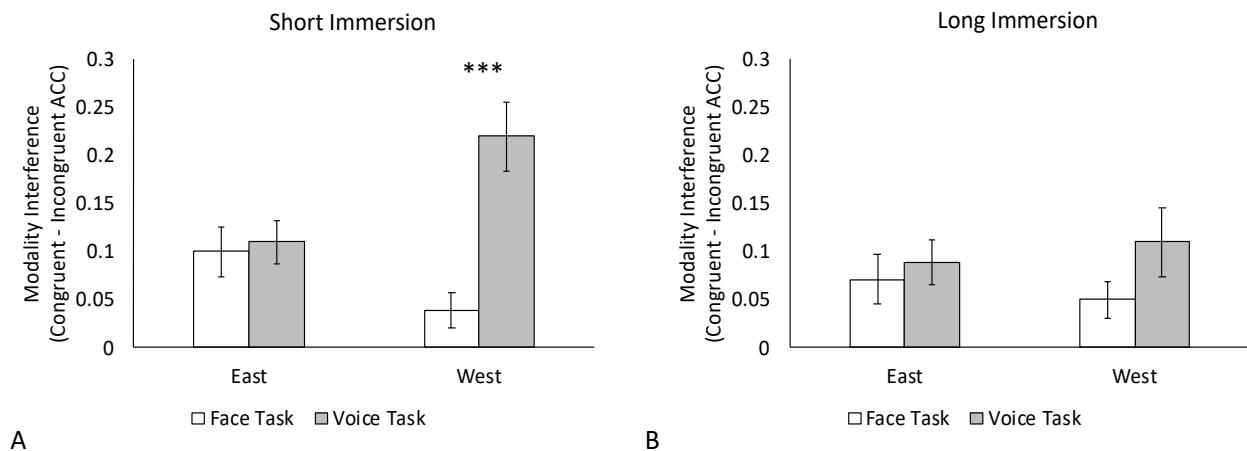 Short Immersion
Modality Interference
(Congruent - Incongruent ACC)
0.3
0.25
0.2
0.15
0.1
0.05
0
***
East
West
Face Task
Voice Task
A
Long Immersion
Modality Interference
(Congruent - Incongruent ACC)
0.3
0.25
0.2
0.15
0.1
0.05
0
East
West
Face Task
Voice Task
B